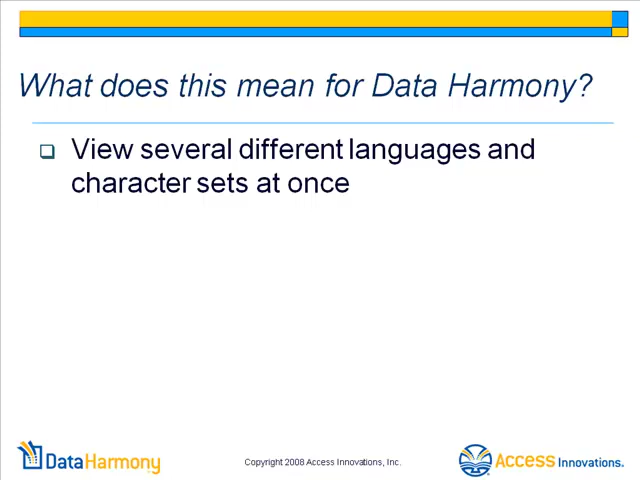 What does this mean for Data Harmony?
View several different languages and
character sets at once
DataHarmony
Copyright 2008 Access Innovations, Inc.
Access Innovations.